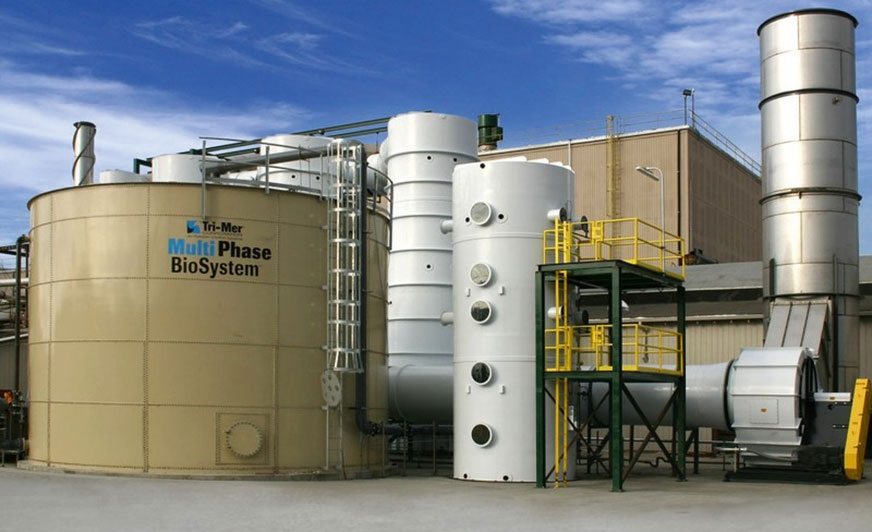 Tri-Mer
Multi Phase
BioSystem